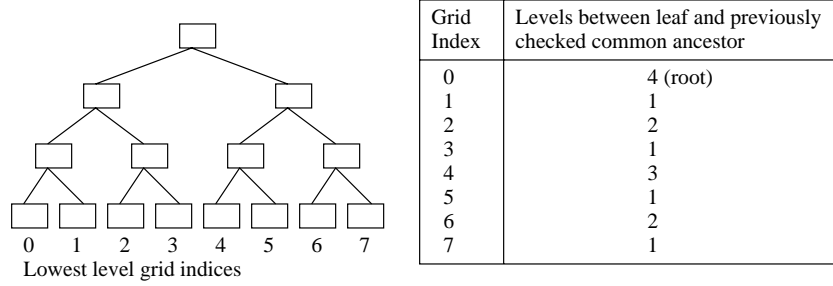 0 1 2 3 4 5 6 7
Lowest level grid indices
Grid Index Levels between leaf and previously checked common ancestor
0 4 (root)
1 1
2 2
3 1
4 3
5 1
6 2
7 1